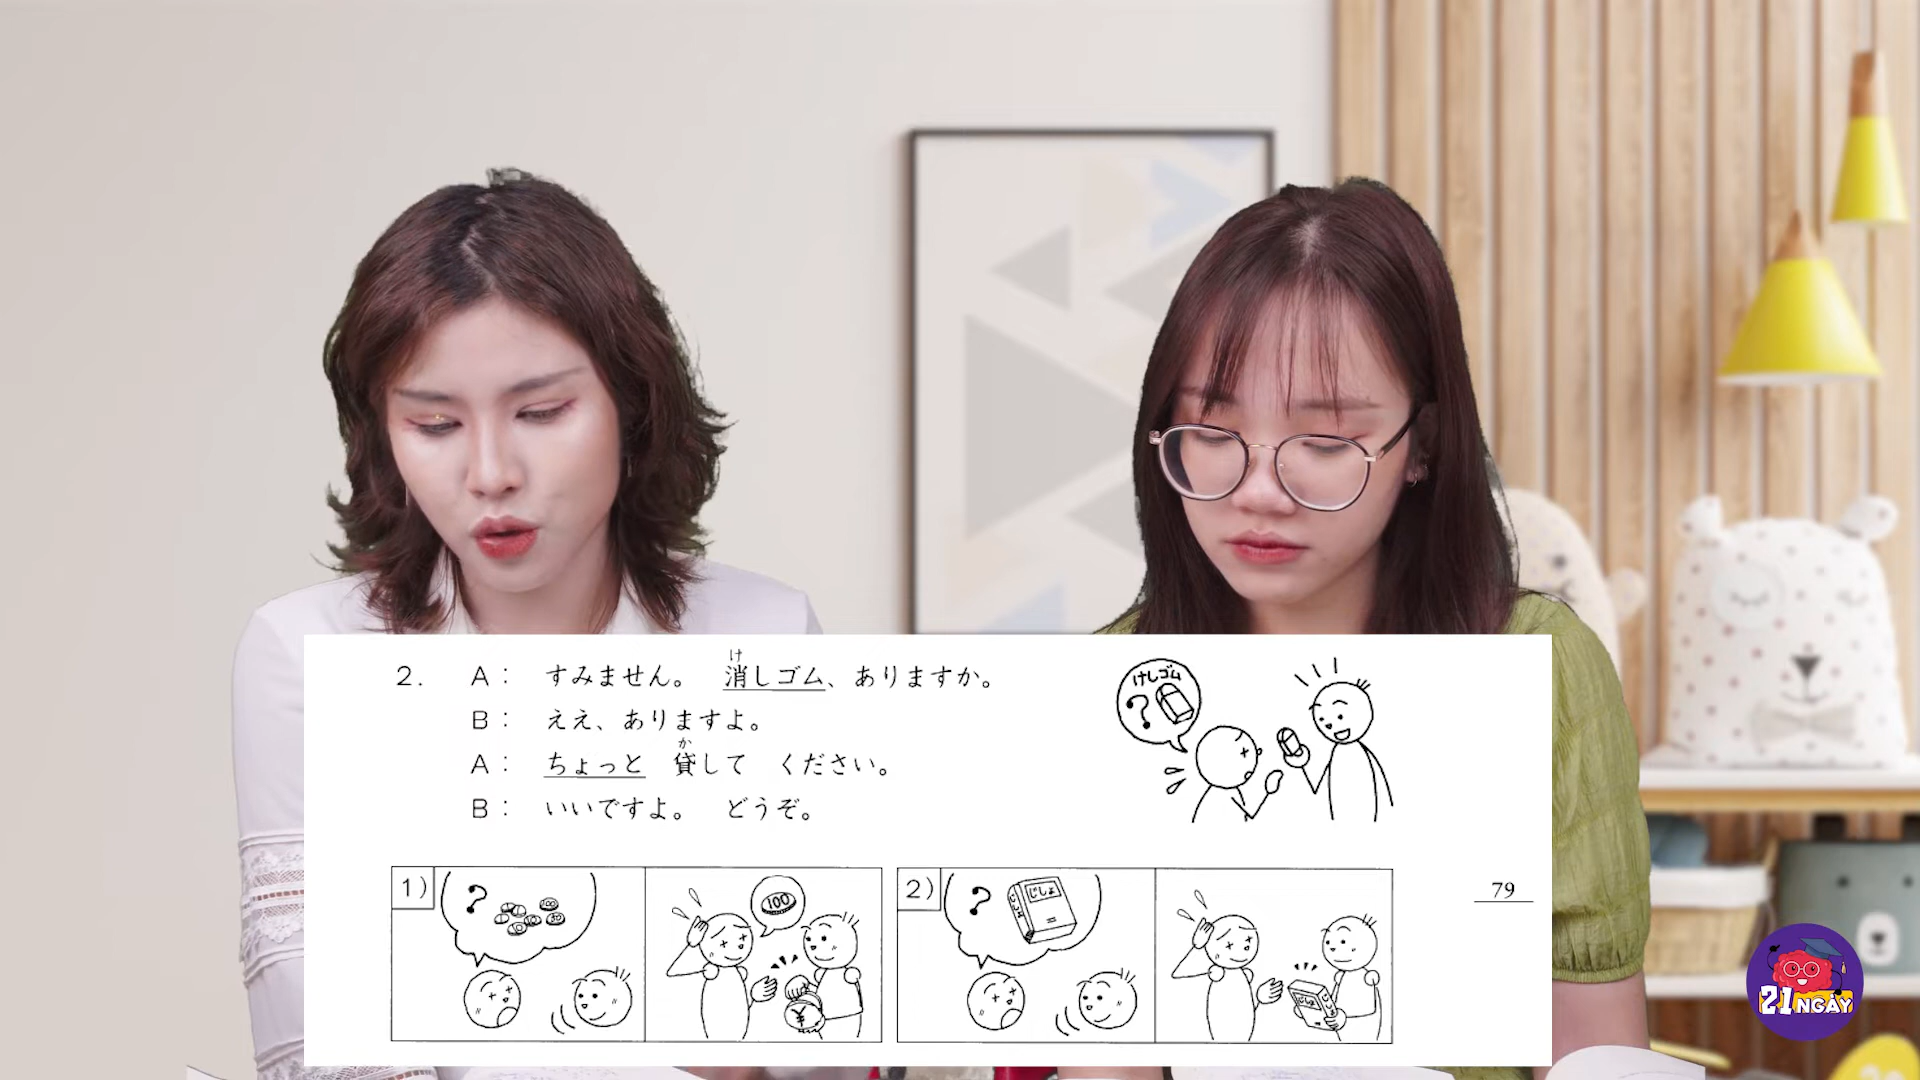 2. A: すみません。 消しゴム、ありますか。
け
B: ええ、ありますよ。
A: ちょっと 貸して ください。
か
B: いいですよ。 どうぞ。
けしゴム
?
1)
?
100
¥
2)
?
じしょ
じしょ
79
21 NGÀY